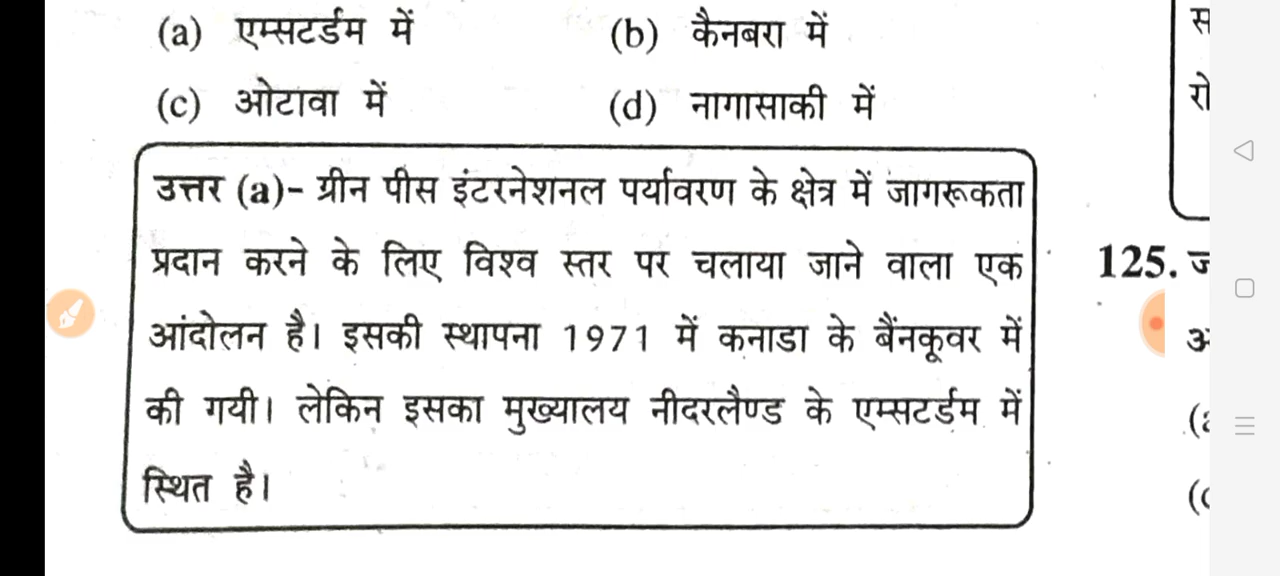 (a) एम्सटर्डम में (b) कैनबरा में
(c) ओटावा में (d) नागासाकी में
उत्तर (a)- ग्रीन पीस इंटरनेशनल पर्यावरण के क्षेत्र में जागरूकता
प्रदान करने के लिए विश्व स्तर पर चलाया जाने वाला एक
आंदोलन है। इसकी स्थापना 1971 में कनाडा के बैंनकूवर में
की गयी। लेकिन इसका मुख्यालय नीदरलैण्ड के एम्सटर्डम में
स्थित है।
125.